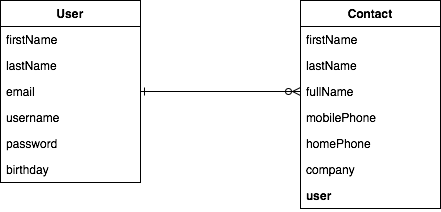 User
firstName
lastName
email
username
password
birthday
Contact
firstName
lastName
fullName
mobilePhone
homePhone
company
user